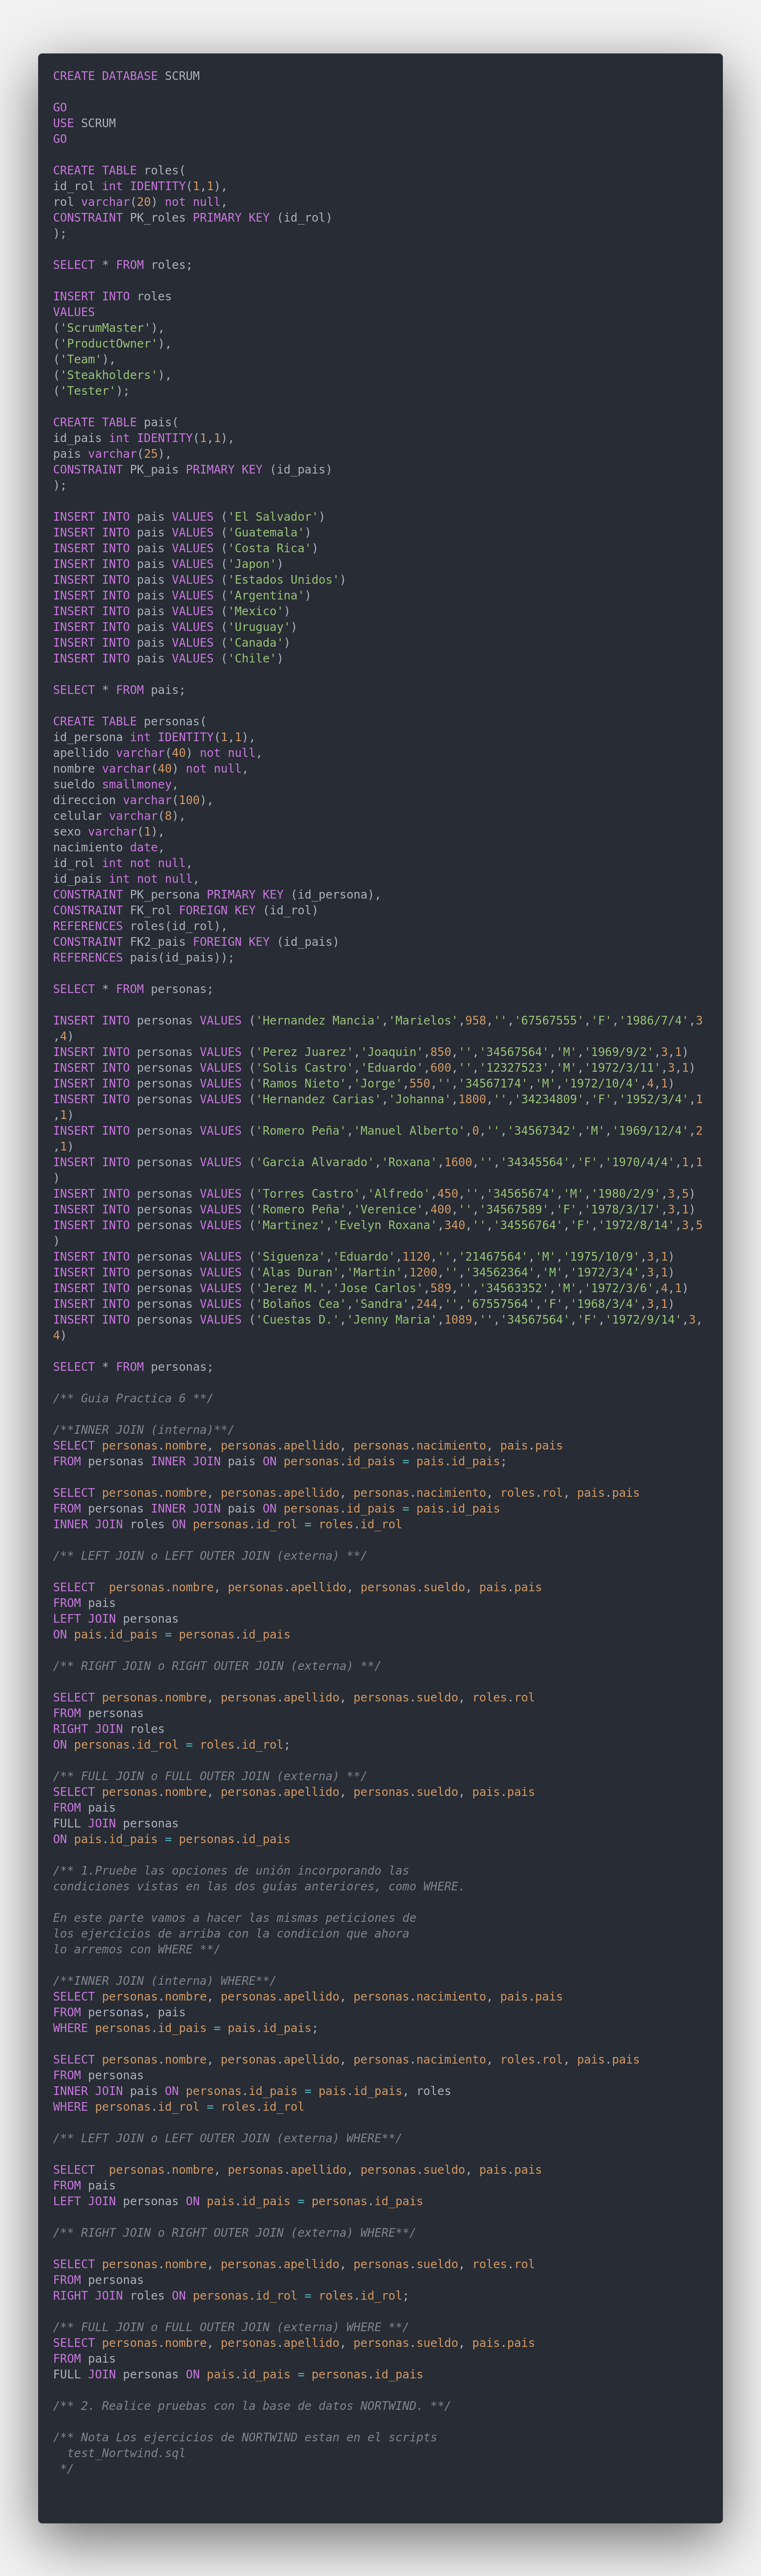 CREATE DATABASE SCRUM
GO
USE SCRUM
GO
CREATE TABLE roles(
id_rol int IDENTITY(1,1),
rol varchar(20) not null,
CONSTRAINT PK_roles PRIMARY KEY (id_rol)
);
SELECT * FROM roles;
INSERT INTO roles
VALUES
('ScrumMaster'),
('ProductOwner'),
('Team'),
('Steakholders'),
('Tester');
CREATE TABLE pais(
id_pais int IDENTITY(1,1),
pais varchar(25),
CONSTRAINT PK_pais PRIMARY KEY (id_pais)
);
INSERT INTO pais VALUES ('El Salvador')
INSERT INTO pais VALUES ('Guatemala')
INSERT INTO pais VALUES ('Costa Rica')
INSERT INTO pais VALUES ('Japon')
INSERT INTO pais VALUES ('Estados Unidos')
INSERT INTO pais VALUES ('Argentina')
INSERT INTO pais VALUES ('Mexico')
INSERT INTO pais VALUES ('Uruguay')
INSERT INTO pais VALUES ('Canada')
INSERT INTO pais VALUES ('Chile')
SELECT * FROM pais;
CREATE TABLE personas(
id_persona int IDENTITY(1,1),
apellido varchar(40) not null,
nombre varchar(40) not null,
sueldo smallmoney,
direccion varchar(100),
celular varchar(8),
sexo varchar(1),
nacimiento date,
id_rol int not null,
id_pais int not null,
CONSTRAINT PK_persona PRIMARY KEY (id_persona),
CONSTRAINT FK_rol FOREIGN KEY (id_rol)
REFERENCES roles(id_rol),
CONSTRAINT FK2_pais FOREIGN KEY (id_pais)
REFERENCES pais(id_pais));
SELECT * FROM personas;
INSERT INTO personas VALUES ('Hernandez Mancia','Marielos',958,'','67567555','F','1986/7/4',3
,4)
INSERT INTO personas VALUES ('Perez Juarez','Joaquin',850,'','34567564','M','1969/9/2',3,1)
INSERT INTO personas VALUES ('Solis Castro','Eduardo',600,'','12327523','M','1972/3/11',3,1)
INSERT INTO personas VALUES ('Ramos Nieto','Jorge',550,'','34567174','M','1972/10/4',4,1)
INSERT INTO personas VALUES ('Hernandez Carias','Johanna',1800,'','34234809','F','1952/3/4',1
,1)
INSERT INTO personas VALUES ('Romero Peña','Manuel Alberto',0,'','34567342','M','1969/12/4',2
,1)
INSERT INTO personas VALUES ('Garcia Alvarado','Roxana',1600,'','34345564','F','1970/4/4',1,1
)
INSERT INTO personas VALUES ('Torres Castro','Alfredo',450,'','34565674','M','1980/2/9',3,5)
INSERT INTO personas VALUES ('Romero Peña','Verenice',400,'','34567589','F','1978/3/17',3,1)
INSERT INTO personas VALUES ('Martinez','Evelyn Roxana',340,'','34556764','F','1972/8/14',3,5
)
INSERT INTO personas VALUES ('Siguenza','Eduardo',1120,'','21467564','M','1975/10/9',3,1)
INSERT INTO personas VALUES ('Alas Duran','Martin',1200,'','34562364','M','1972/3/4',3,1)
INSERT INTO personas VALUES ('Jerez M.','Jose Carlos',589,'','34563352','M','1972/3/6',4,1)
INSERT INTO personas VALUES ('Bolaños Cea','Sandra',244,'','67557564','F','1968/3/4',3,1)
INSERT INTO personas VALUES ('Cuestas D.','Jenny Maria',1089,'','34567564','F','1972/9/14',3,
4)
SELECT * FROM personas;
/** Guia Practica 6 **/
/**INNER JOIN (interna)**/
SELECT personas.nombre, personas.apellido, personas.nacimiento, pais.pais
FROM personas INNER JOIN pais ON personas.id_pais = pais.id_pais;
SELECT personas.nombre, personas.apellido, personas.nacimiento, roles.rol, pais.pais
FROM personas INNER JOIN pais ON personas.id_pais = pais.id_pais
INNER JOIN roles ON personas.id_rol = roles.id_rol
/** LEFT JOIN o LEFT OUTER JOIN (externa) **/
SELECT  personas.nombre, personas.apellido, personas.sueldo, pais.pais
FROM pais
LEFT JOIN personas
ON pais.id_pais = personas.id_pais
/** RIGHT JOIN o RIGHT OUTER JOIN (externa) **/
SELECT personas.nombre, personas.apellido, personas.sueldo, roles.rol
FROM personas
RIGHT JOIN roles
ON personas.id_rol = roles.id_rol;
/** FULL JOIN o FULL OUTER JOIN (externa) **/
SELECT personas.nombre, personas.apellido, personas.sueldo, pais.pais
FROM pais
FULL JOIN personas
ON pais.id_pais = personas.id_pais
/** 1.Pruebe las opciones de unión incorporando las
condiciones vistas en las dos guías anteriores, como WHERE.
En este parte vamos a hacer las mismas peticiones de
los ejercicios de arriba con la condicion que ahora
lo arremos con WHERE **/
/**INNER JOIN (interna) WHERE**/
SELECT personas.nombre, personas.apellido, personas.nacimiento, pais.pais
FROM personas, pais
WHERE personas.id_pais = pais.id_pais;
SELECT personas.nombre, personas.apellido, personas.nacimiento, roles.rol, pais.pais
FROM personas
INNER JOIN pais ON personas.id_pais = pais.id_pais, roles
WHERE personas.id_rol = roles.id_rol
/** LEFT JOIN o LEFT OUTER JOIN (externa) WHERE**/
SELECT  personas.nombre, personas.apellido, personas.sueldo, pais.pais
FROM pais
LEFT JOIN personas ON pais.id_pais = personas.id_pais
/** RIGHT JOIN o RIGHT OUTER JOIN (externa) WHERE**/
SELECT personas.nombre, personas.apellido, personas.sueldo, roles.rol
FROM personas
RIGHT JOIN roles ON personas.id_rol = roles.id_rol;
/** FULL JOIN o FULL OUTER JOIN (externa) WHERE **/
SELECT personas.nombre, personas.apellido, personas.sueldo, pais.pais
FROM pais
FULL JOIN personas ON pais.id_pais = personas.id_pais
/** 2. Realice pruebas con la base de datos NORTWIND. **/
/** Nota Los ejercicios de NORTWIND estan en el scripts
test_Nortwind.sql
*/